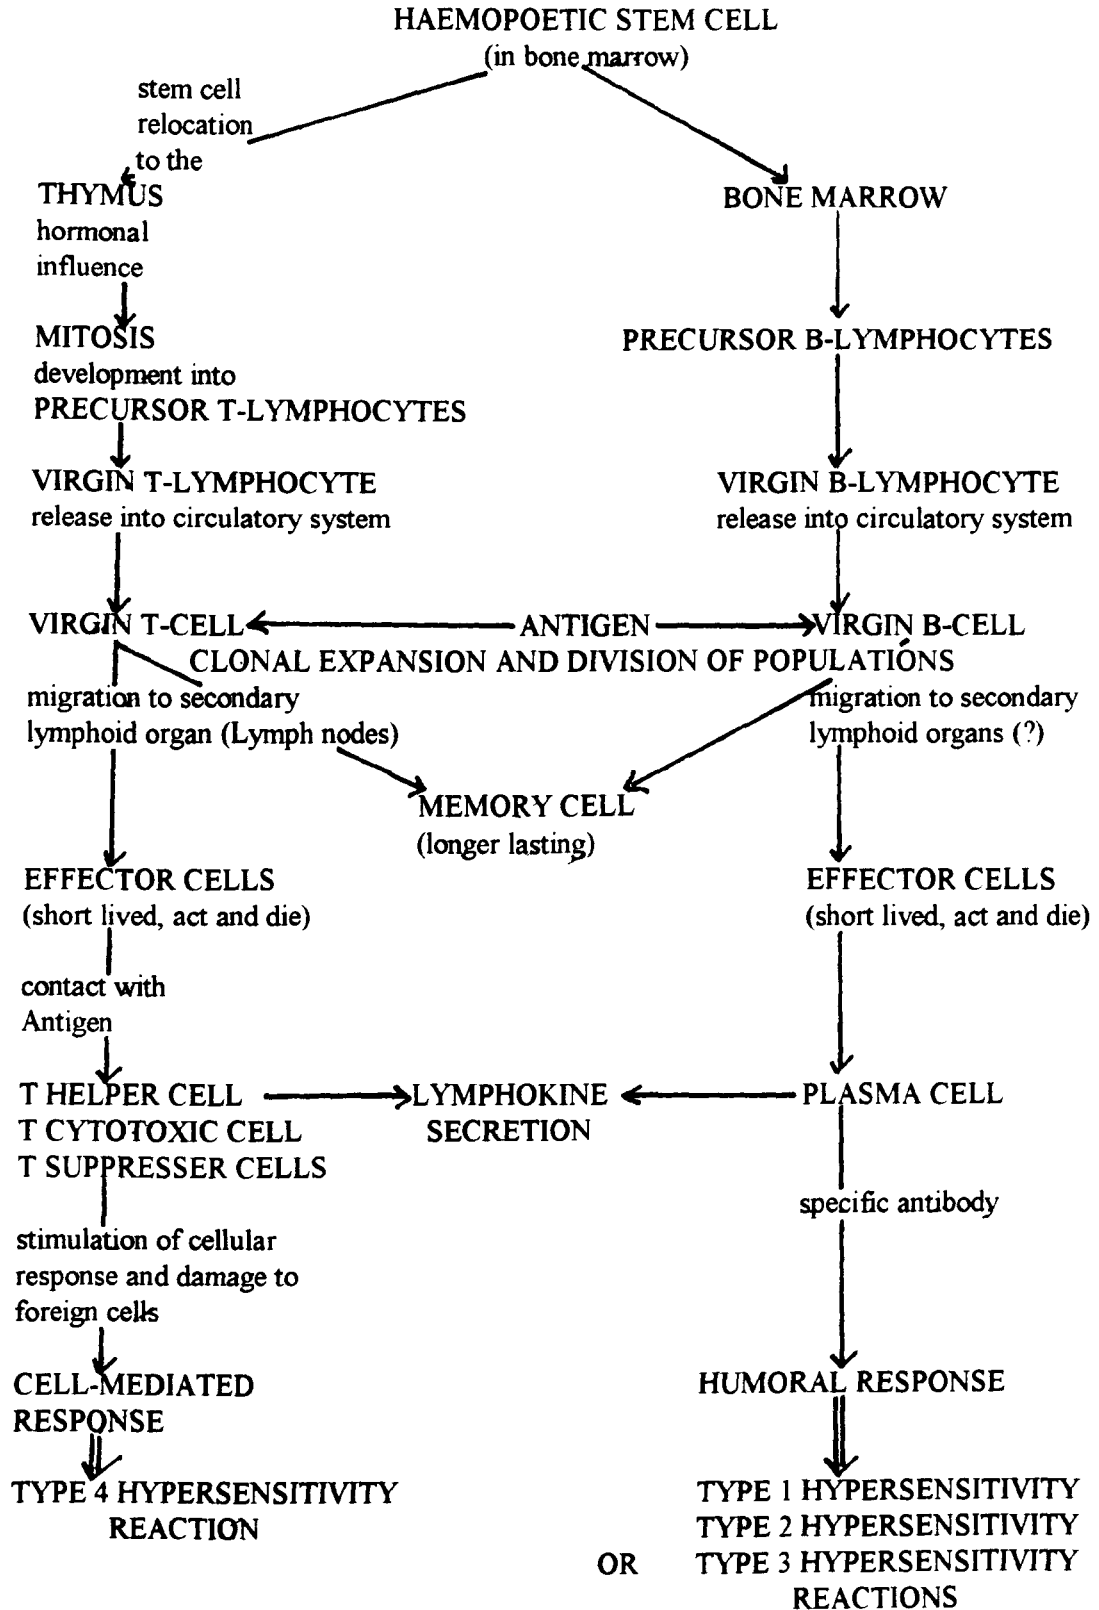 HAEMOPOETIC STEM CELL
(in bone marrow)
stem cell
relocation
to the
THYMUS
hormonal
influence
BONE MARROW
MITOSIS
development into
PRECURSOR T-LYMPHOCYTES
PRECURSOR B-LYMPHOCYTES
VIRGIN T-LYMPHOCYTE
release into circulatory system
VIRGIN B-LYMPHOCYTE
release into circulatory system
VIRGIN T-CELL
ANTIGEN
VIRGIN B-CELL
CLONAL EXPANSION AND DIVISION OF POPULATIONS
migration to secondary
lymphoid organ (Lymph nodes)
migration to secondary
lymphoid organs (?)
MEMORY CELL
(longer lasting)
EFFECTOR CELLS
(short lived, act and die)
EFFECTOR CELLS
(short lived, act and die)
contact with
Antigen
T HELPER CELL
T CYTOTOXIC CELL
T SUPPRESSER CELLS
LYMPHOKINE
SECRETION
PLASMA CELL
specific antibody
stimulation of cellular
response and damage to
foreign cells
CELL-MEDIATED
RESPONSE
HUMORAL RESPONSE
TYPE 4 HYPERSENSITIVITY
REACTION
TYPE 1 HYPERSENSITIVITY
TYPE 2 HYPERSENSITIVITY
OR TYPE 3 HYPERSENSITIVITY
REACTIONS